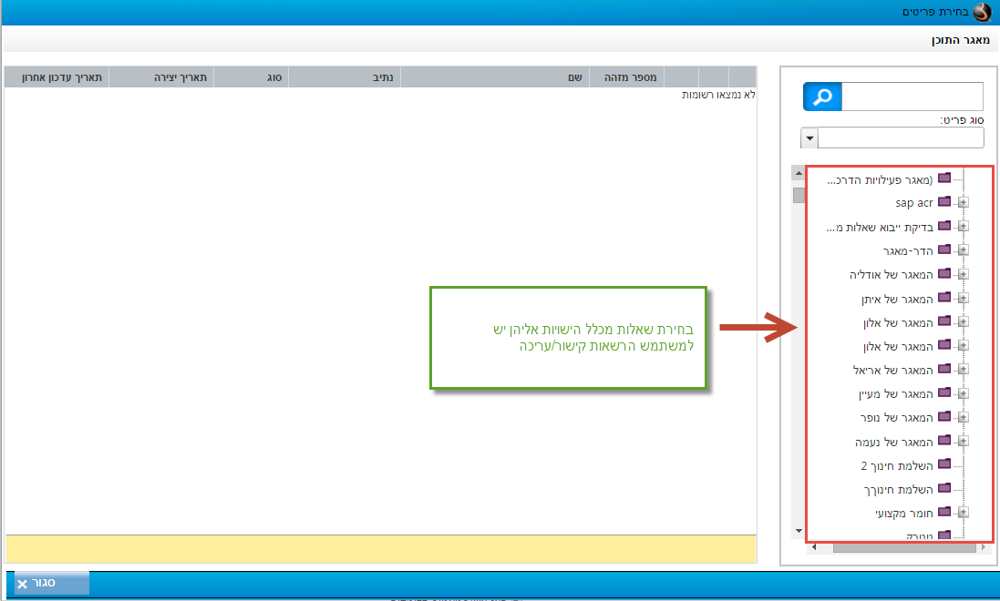 בחירת פריטים
מאגר התוכן
סוג פריט:
(מאגר פעילויות הדרכ...
sap acr
בדיקת ייבוא שאלות מ...
הדר-מאגר
המאגר של אודליה
המאגר של איתן
המאגר של אלון
המאגר של אלון
המאגר של אריאל
המאגר של מעיין
המאגר של נופר
המאגר של נעמה
השלמת חינוך 2
השלמת חינוךך
חומר מקצועי
מספר מזהה שם נתיב סוג תאריך יצירה תאריך עדכון אחרון
לא נמצאו רשומות
בחירת שאלות מכלל הישויות אליהן יש
למשתמש הרשאות קישור/עריכה
סגור